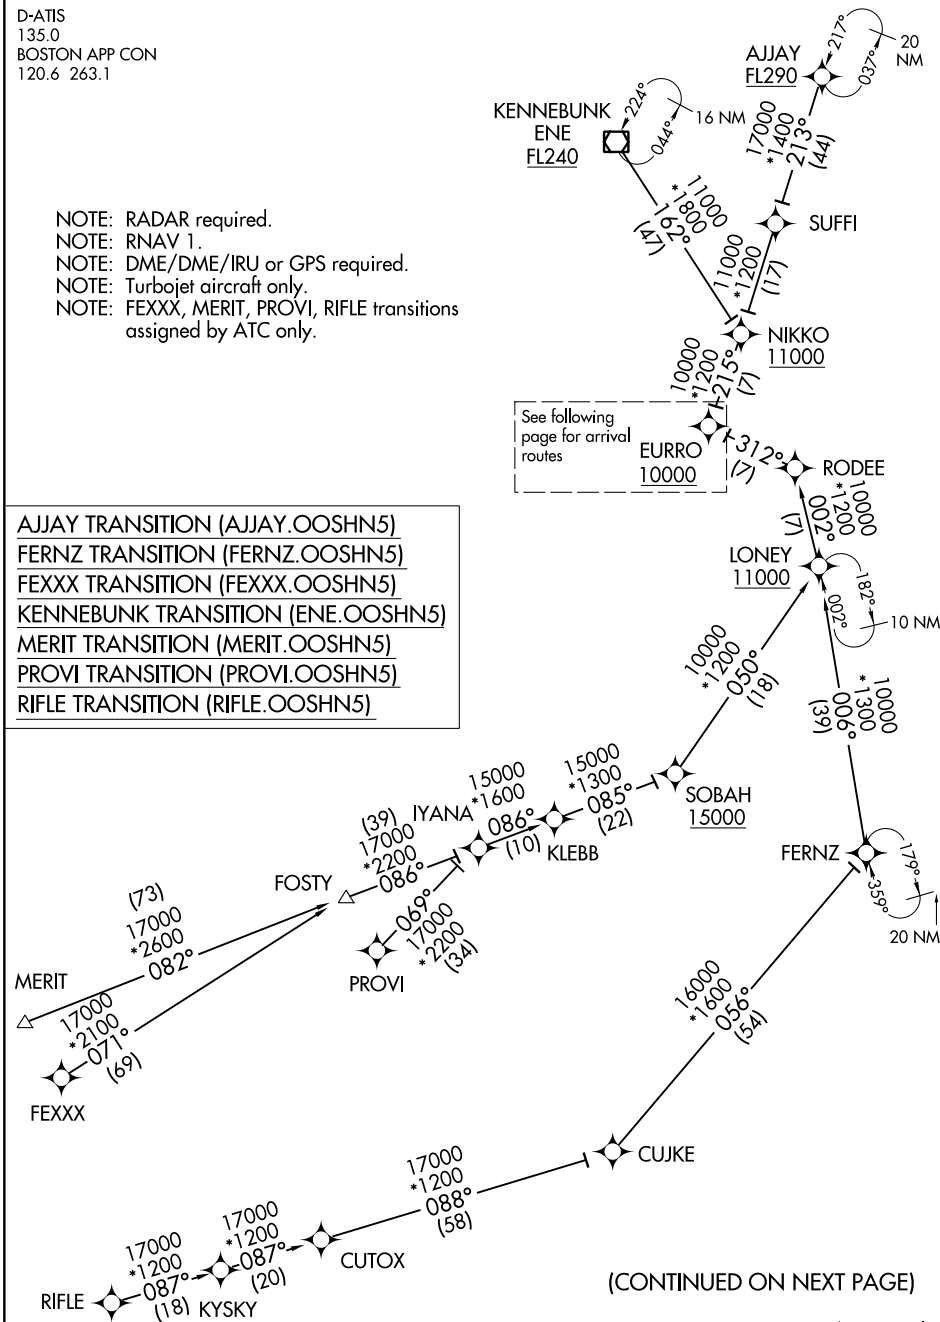 D-ATIS
135.0
BOSTON APP CON
120.6 263.1
AJJAY
FL290
217°
037°
20
NM
KENNEBUNK
ENE
FL240
224°
044°
16 NM
17000
*1400
213°
(44)
NOTE: RADAR required.
NOTE: RNAV 1.
NOTE: DME/DME/IRU or GPS required.
NOTE: Turbojet aircraft only.
NOTE: FEXXX, MERIT, PROVI, RIFLE transitions
assigned by ATC only.
11000
*1800
162°
(47)
SUFFI
11000
*1200
(17)
NIKKO
11000
10000
*1200
215°
(7)
See following
page for arrival
routes
EURRO
10000
312°
(7)
RODEE
10000
*1200
002°
(7)
AJJAY TRANSITION (AJJAY.OOSHN5)
FERNZ TRANSITION (FERNZ.OOSHN5)
FEXXX TRANSITION (FEXXX.OOSHN5)
KENNEBUNK TRANSITION (ENE.OOSHN5)
MERIT TRANSITION (MERIT.OOSHN5)
PROVI TRANSITION (PROVI.OOSHN5)
RIFLE TRANSITION (RIFLE.OOSHN5)
LONEY
11000
182°
002°
10 NM
10000
*1200
050°
(18)
10000
*1300
006°
(39)
SOBAH
15000
15000
*1300
085°
(22)
KLEBB
IYANA
15000
*1600
086°
(10)
(39)
17000
*2200
086°
FOSTY
069°
17000
*2200
(34)
PROVI
FERNZ
179°
359°
20 NM
(73)
17000
*2600
082°
MERIT
17000
*2100
071°
(69)
FEXXX
16000
*1600
056°
(54)
CUJKE
17000
*1200
088°
(58)
CUTOX
17000
*1200
087°
(20)
KYSKY
17000
*1200
087°
(18)
RIFLE
(CONTINUED ON NEXT PAGE)